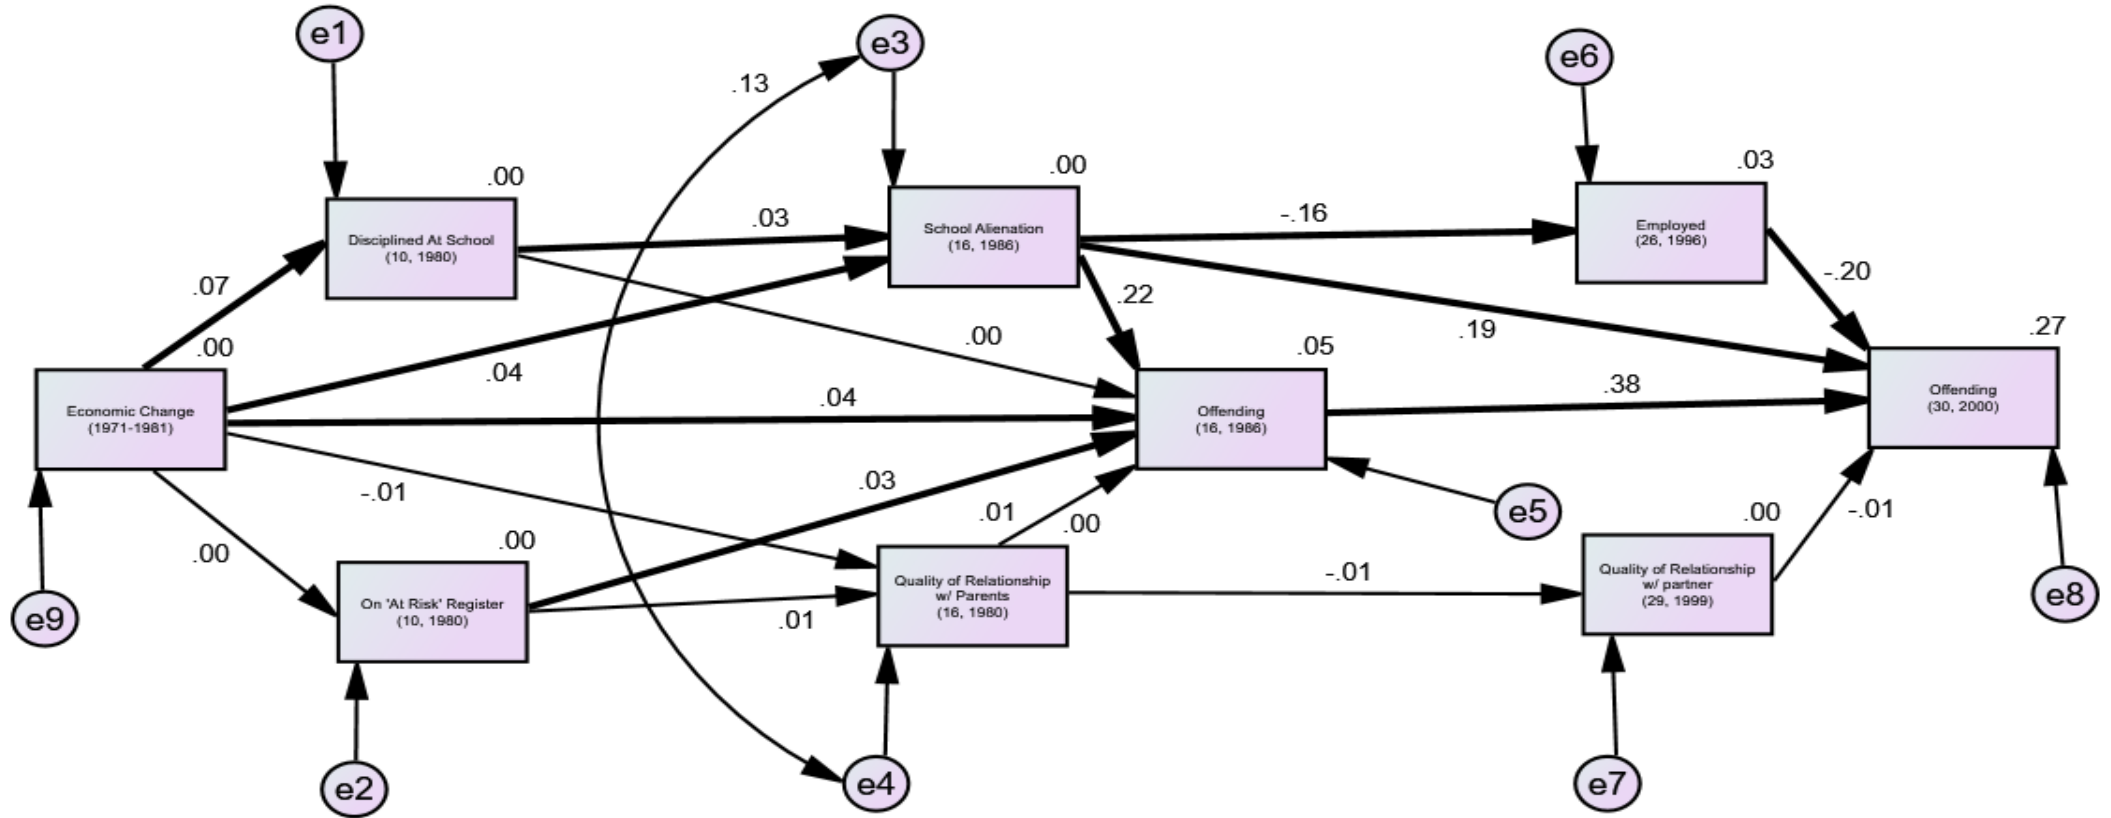 e1
e3
e6
.13
.00
.00
.03
Disciplined At School
(10, 1980)
.03
School Alienation
(16, 1986)
-.16
Employed
(26, 1996)
-.20
.07
.22
.00
.00
.19
.27
.04
.05
Economic Change
(1971-1981)
.04
Offending
(16, 1986)
.38
Offending
(30, 2000)
-.01
.03
.01
.00
e5
.00
-.01
.00
.00
On 'At Risk' Register
(10, 1980)
.01
Quality of Relationship
w/ Parents
(16, 1980)
-.01
Quality of Relationship
w/ partner
(29, 1999)
e9
e8
e2
e4
e7